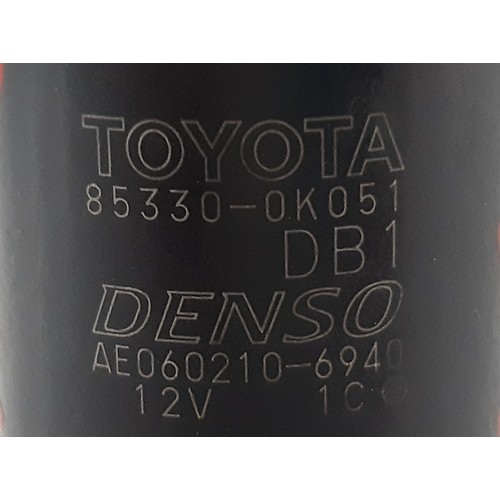 TOYOTA
85330-0K051
DB1
DENSO
AE060210-6940
12V 1C